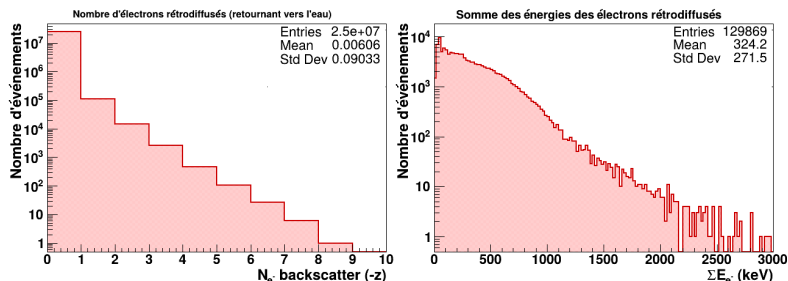 Nombre d'électrons rétrodiffusés (retournant vers l'eau)
Entries 2.5e+07
Mean 0.00606
Std Dev 0.09033
Nombre d'événements
10^7
10^6
10^5
10^4
10^3
10^2
10
1
0 1 2 3 4 5 6 7 8 9 10
N_e- backscatter (-z)
Somme des énergies des électrons rétrodiffusés
Entries 129869
Mean 324.2
Std Dev 271.5
Nombre d'événements
10^4
10^3
10^2
10
1
0 500 1000 1500 2000 2500 3000
ΣE_e- (keV)